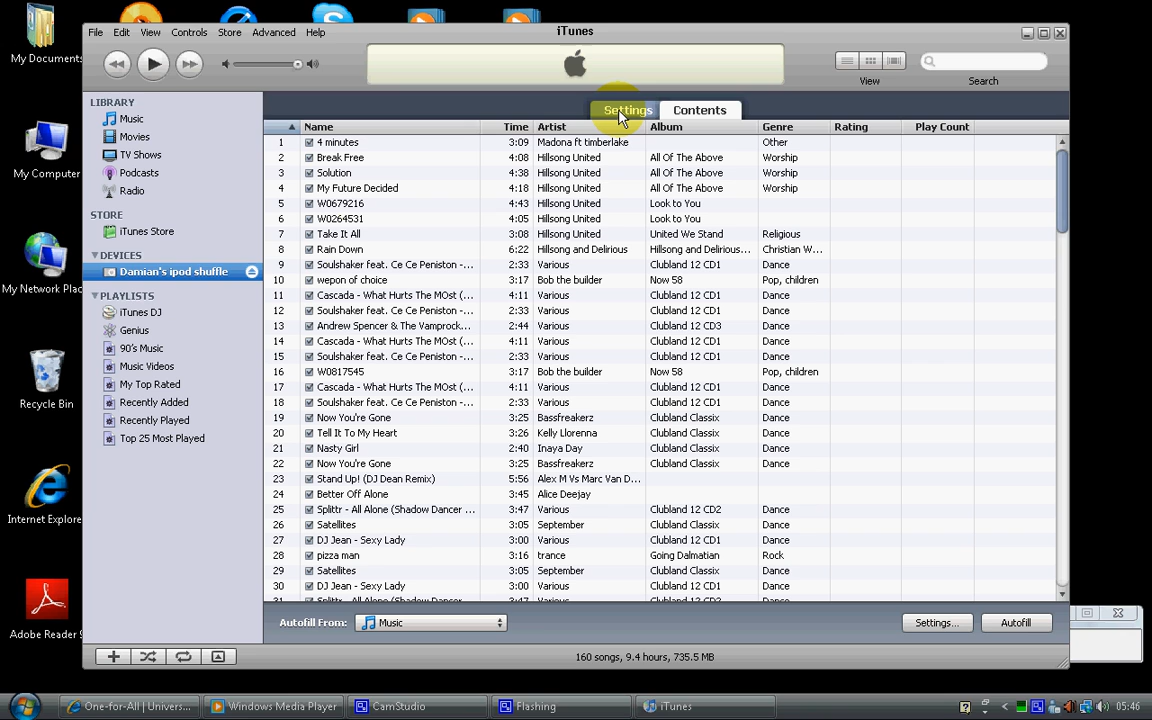 iTunes
File Edit View Controls Store Advanced Help
View
Search
Settings Contents
Name Time Artist Album Genre Rating Play Count
1 4 minutes 3:09 Madona ft timberlake Other
2 Break Free 4:08 Hillsong United All Of The Above Worship
3 Solution 4:38 Hillsong United All Of The Above Worship
4 My Future Decided 4:18 Hillsong United All Of The Above Worship
5 W0679216 4:43 Hillsong United Look to You
6 W0264531 4:05 Hillsong United Look to You
7 Take It All 3:08 Hillsong United United We Stand Religious
8 Rain Down 6:22 Hillsong and Delirious Hillsong and Delirious... Christian W...
9 Soulshaker feat. Ce Ce Peniston -... 2:33 Various Clubland 12 CD1 Dance
10 wepon of choice 3:17 Bob the builder Now 58 Pop, children
11 Cascada - What Hurts The MOst (... 4:11 Various Clubland 12 CD1 Dance
12 Soulshaker feat. Ce Ce Peniston -... 2:33 Various Clubland 12 CD1 Dance
13 Andrew Spencer & The Vamprock... 2:44 Various Clubland 12 CD3 Dance
14 Cascada - What Hurts The MOst (... 4:11 Various Clubland 12 CD1 Dance
15 Soulshaker feat. Ce Ce Peniston -... 2:33 Various Clubland 12 CD1 Dance
16 W0817545 3:17 Bob the builder Now 58 Pop, children
17 Cascada - What Hurts The MOst (... 4:11 Various Clubland 12 CD1 Dance
18 Soulshaker feat. Ce Ce Peniston -... 2:33 Various Clubland 12 CD1 Dance
19 Now You're Gone 3:25 Bassfreakerz Clubland Classix Dance
20 Tell It To My Heart 3:26 Kelly Llorenna Clubland Classix Dance
21 Nasty Girl 2:40 Inaya Day Clubland Classix Dance
22 Now You're Gone 3:25 Bassfreakerz Clubland Classix Dance
23 Stand Up! (DJ Dean Remix) 5:56 Alex M Vs Marc Van D...
24 Better Off Alone 3:45 Alice Deejay
25 Splittr - All Alone (Shadow Dancer ... 3:47 Various Clubland 12 CD2 Dance
26 Satellites 3:05 September Clubland Classix Dance
27 DJ Jean - Sexy Lady 3:00 Various Clubland 12 CD1 Dance
28 pizza man 3:16 trance Going Dalmatian Rock
29 Satellites 3:05 September Clubland Classix Dance
30 DJ Jean - Sexy Lady 3:00 Various Clubland 12 CD1 Dance
31 Splittr - All Alone (Shadow Dancer ... 3:47 Various Clubland 12 CD2 Dance
Autofill From: Music Settings... Autofill
160 songs, 9.4 hours, 735.5 MB
LIBRARY
Music
Movies
TV Shows
Podcasts
Radio
STORE
iTunes Store
DEVICES
Damian's ipod shuffle
PLAYLISTS
iTunes DJ
Genius
90's Music
Music Videos
My Top Rated
Recently Added
Recently Played
Top 25 Most Played
My Documents
My Computer
My Network Plac
Recycle Bin
Internet Explore
Adobe Reader 9
One-for-All | Univers... Windows Media Player CamStudio Flashing iTunes 05:46